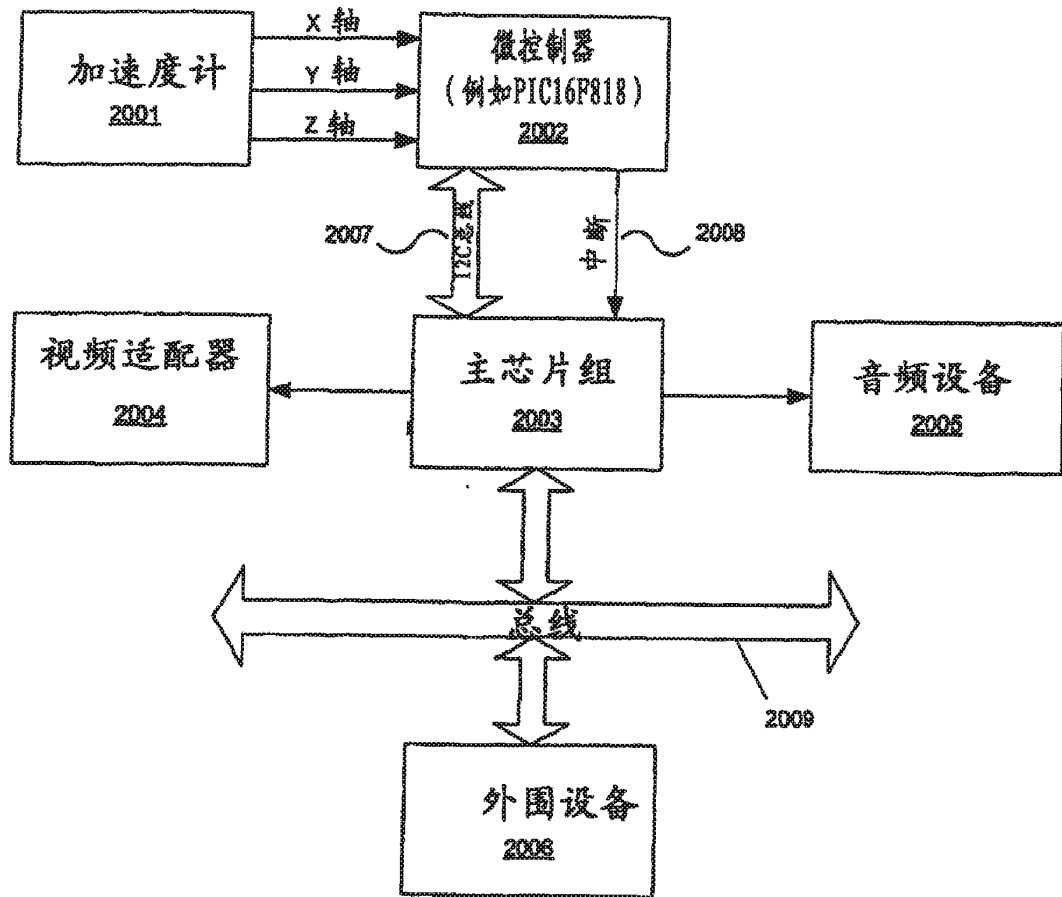 加速度计
2001
X 轴
Y 轴
Z 轴
微控制器
(例如PIC16F818)
2002
2007
I2C总线
中断
2008
视频适配器
2004
主芯片组
2003
音频设备
2005
总线
2009
外围设备
2006